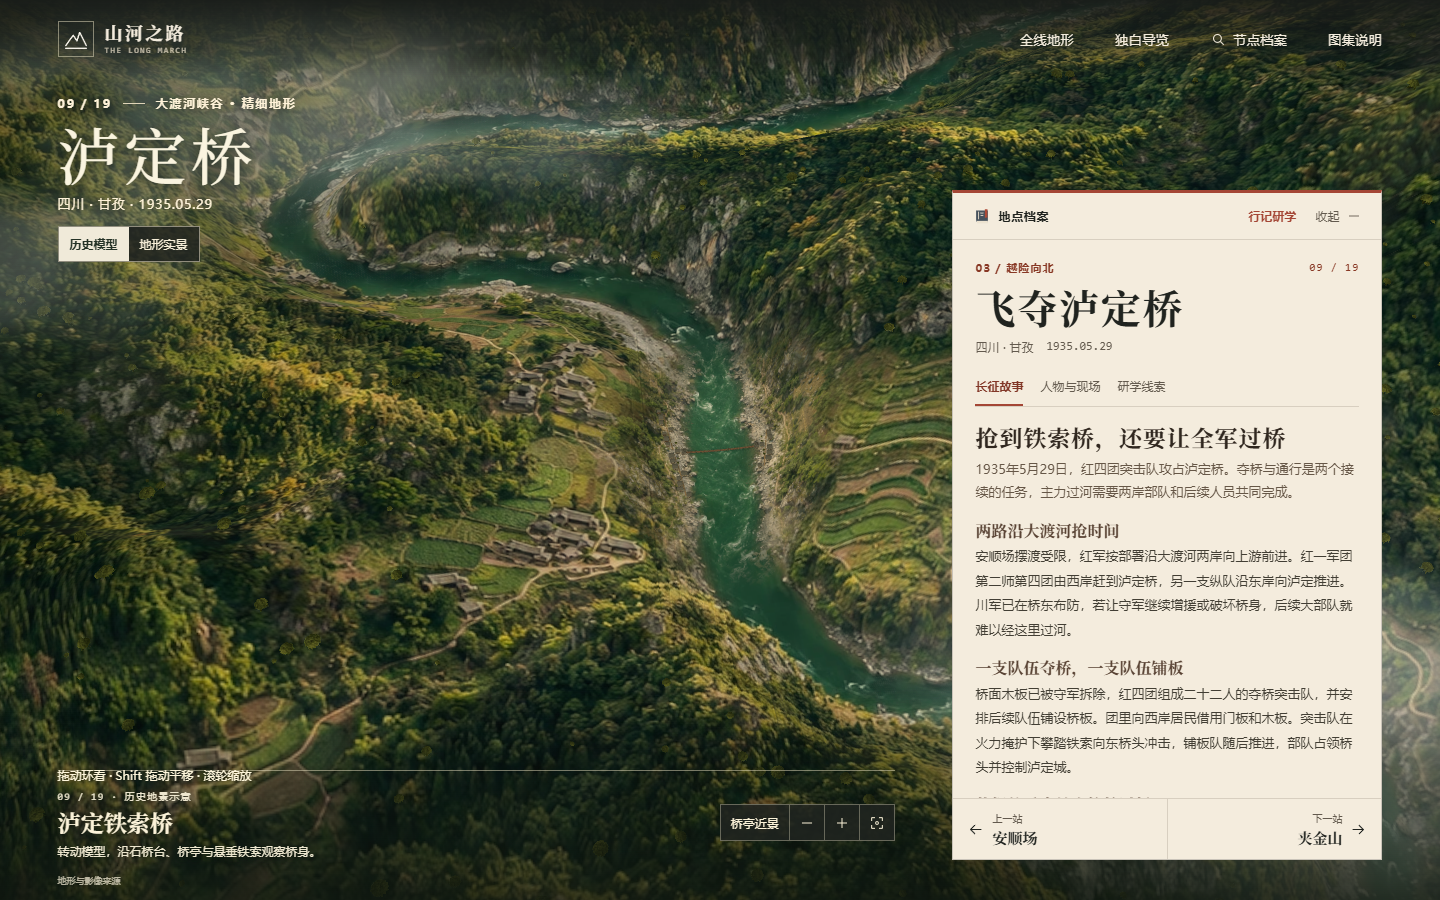 山河之路
THE LONG MARCH
全线地形
独白导览
节点档案
图集说明
09 / 19 — 大渡河峡谷 • 精细地形
泸定桥
四川 · 甘孜 · 1935.05.29
历史模型
地形实景
地点档案
行记研学
收起
03 / 越险向北
09 / 19
飞夺泸定桥
四川 · 甘孜 1935.05.29
长征故事
人物与现场
研学线索
抢到铁索桥，还要让全军过桥
1935年5月29日，红四团突击队攻占泸定桥。夺桥与通行是两个接
续的任务，主力过河需要两岸部队和后续人员共同完成。
两路沿大渡河抢时间
安顺场摆渡受限，红军按部署沿大渡河两岸向上游前进。红一军团
第二师第四团由西岸赶到泸定桥，另一支纵队沿东岸向泸定推进。
川军已在桥东布防，若让守军继续增援或破坏桥身，后续大部队就
难以经这里过河。
一支队伍夺桥，一支队伍铺板
桥面木板已被守军拆除，红四团组成二十二人的夺桥突击队，并安
排后续队伍铺设桥板。团里向西岸居民借用门板和木板。突击队在
火力掩护下攀踏铁索向东桥头冲击，铺板队随后推进，部队占领桥
头并控制泸定城。
上一站
安顺场
下一站
夹金山
拖动环看 · Shift 拖动平移 · 滚轮缩放
09 / 19 · 历史地景示意
泸定铁索桥
转动模型，沿石桥台、桥亭与悬垂铁索观察桥身。
桥亭近景
地形与影像来源